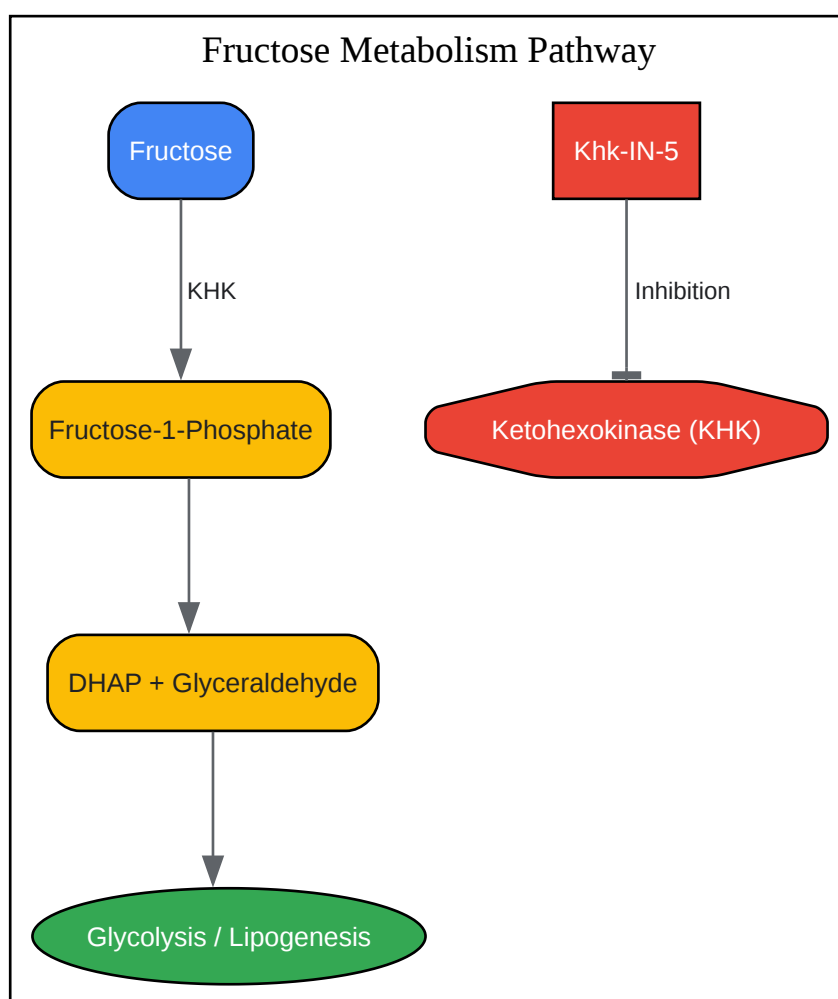 Fructose Metabolism Pathway
Fructose
Khk-IN-5
KHK
Inhibition
Fructose-1-Phosphate
Ketohexokinase (KHK)
DHAP + Glyceraldehyde
Glycolysis / Lipogenesis